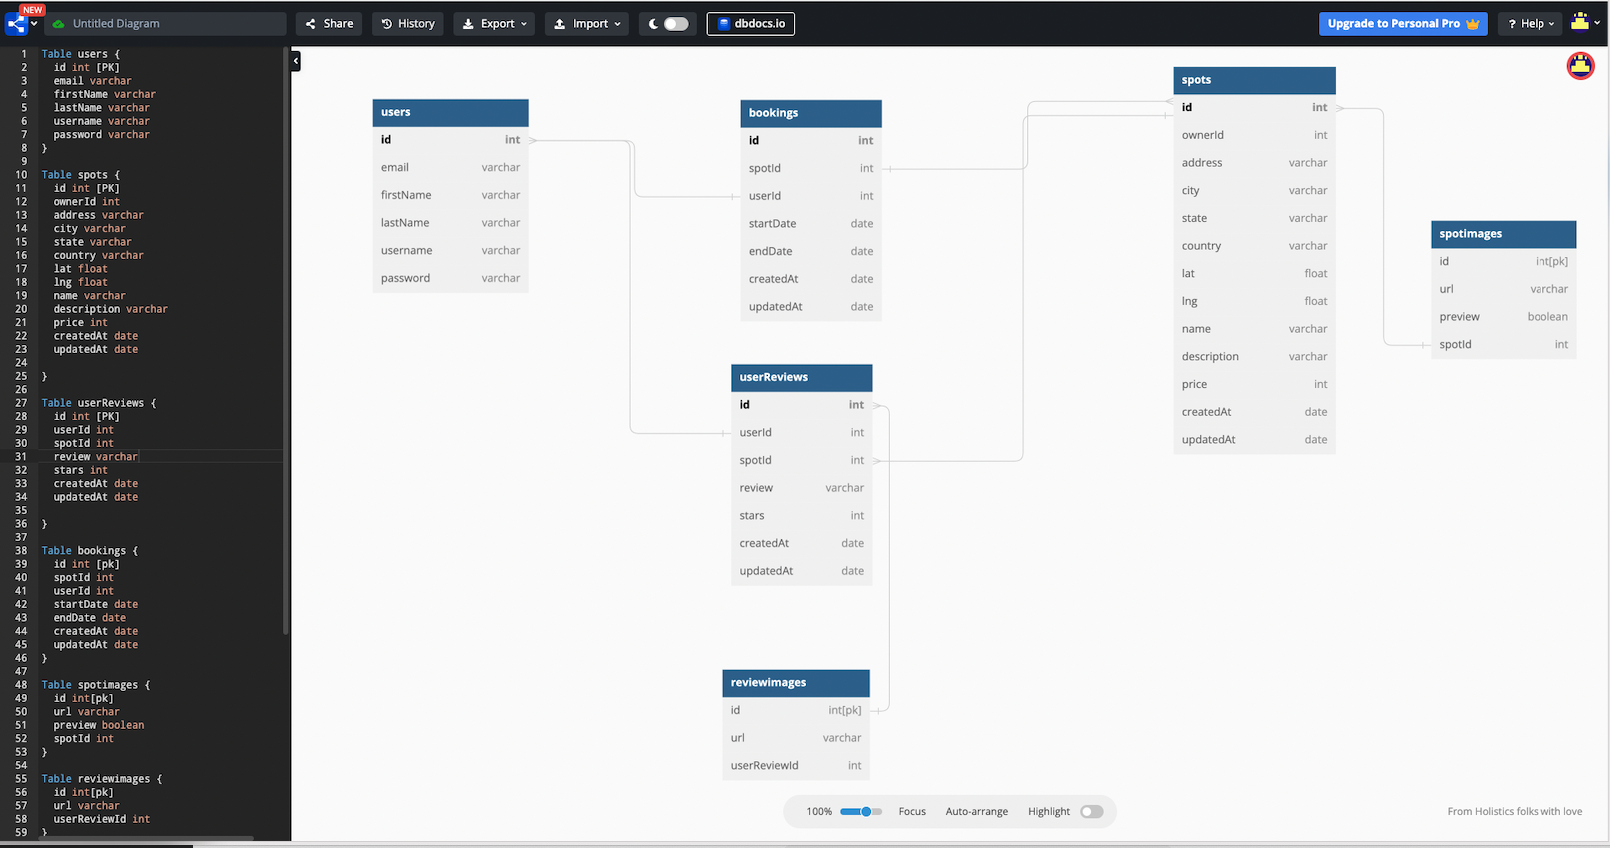 NEW
Untitled Diagram
Share
History
Export
Import
dbdocs.io
Upgrade to Personal Pro
? Help
1 Table users {
2 id int [PK]
3 email varchar
4 firstName varchar
5 lastName varchar
6 username varchar
7 password varchar
8 }
9
10 Table spots {
11 id int [PK]
12 ownerId int
13 address varchar
14 city varchar
15 state varchar
16 country varchar
17 lat float
18 lng float
19 name varchar
20 description varchar
21 price int
22 createdAt date
23 updatedAt date
24
25 }
26
27 Table userReviews {
28 id int [PK]
29 userId int
30 spotId int
31 review varchar
32 stars int
33 createdAt date
34 updatedAt date
35
36 }
37
38 Table bookings {
39 id int [pk]
40 spotId int
41 userId int
42 startDate date
43 endDate date
44 createdAt date
45 updatedAt date
46 }
47
48 Table spotimages {
49 id int[pk]
50 url varchar
51 preview boolean
52 spotId int
53 }
54
55 Table reviewimages {
56 id int[pk]
57 url varchar
58 userReviewId int
59 }
users
id int
email varchar
firstName varchar
lastName varchar
username varchar
password varchar
bookings
id int
spotId int
userId int
startDate date
endDate date
createdAt date
updatedAt date
userReviews
id int
userId int
spotId int
review varchar
stars int
createdAt date
updatedAt date
reviewimages
id int[pk]
url varchar
userReviewId int
spots
id int
ownerId int
address varchar
city varchar
state varchar
country varchar
lat float
lng float
name varchar
description varchar
price int
createdAt date
updatedAt date
spotimages
id int[pk]
url varchar
preview boolean
spotId int
100%
Focus
Auto-arrange
Highlight
From Holistics folks with love